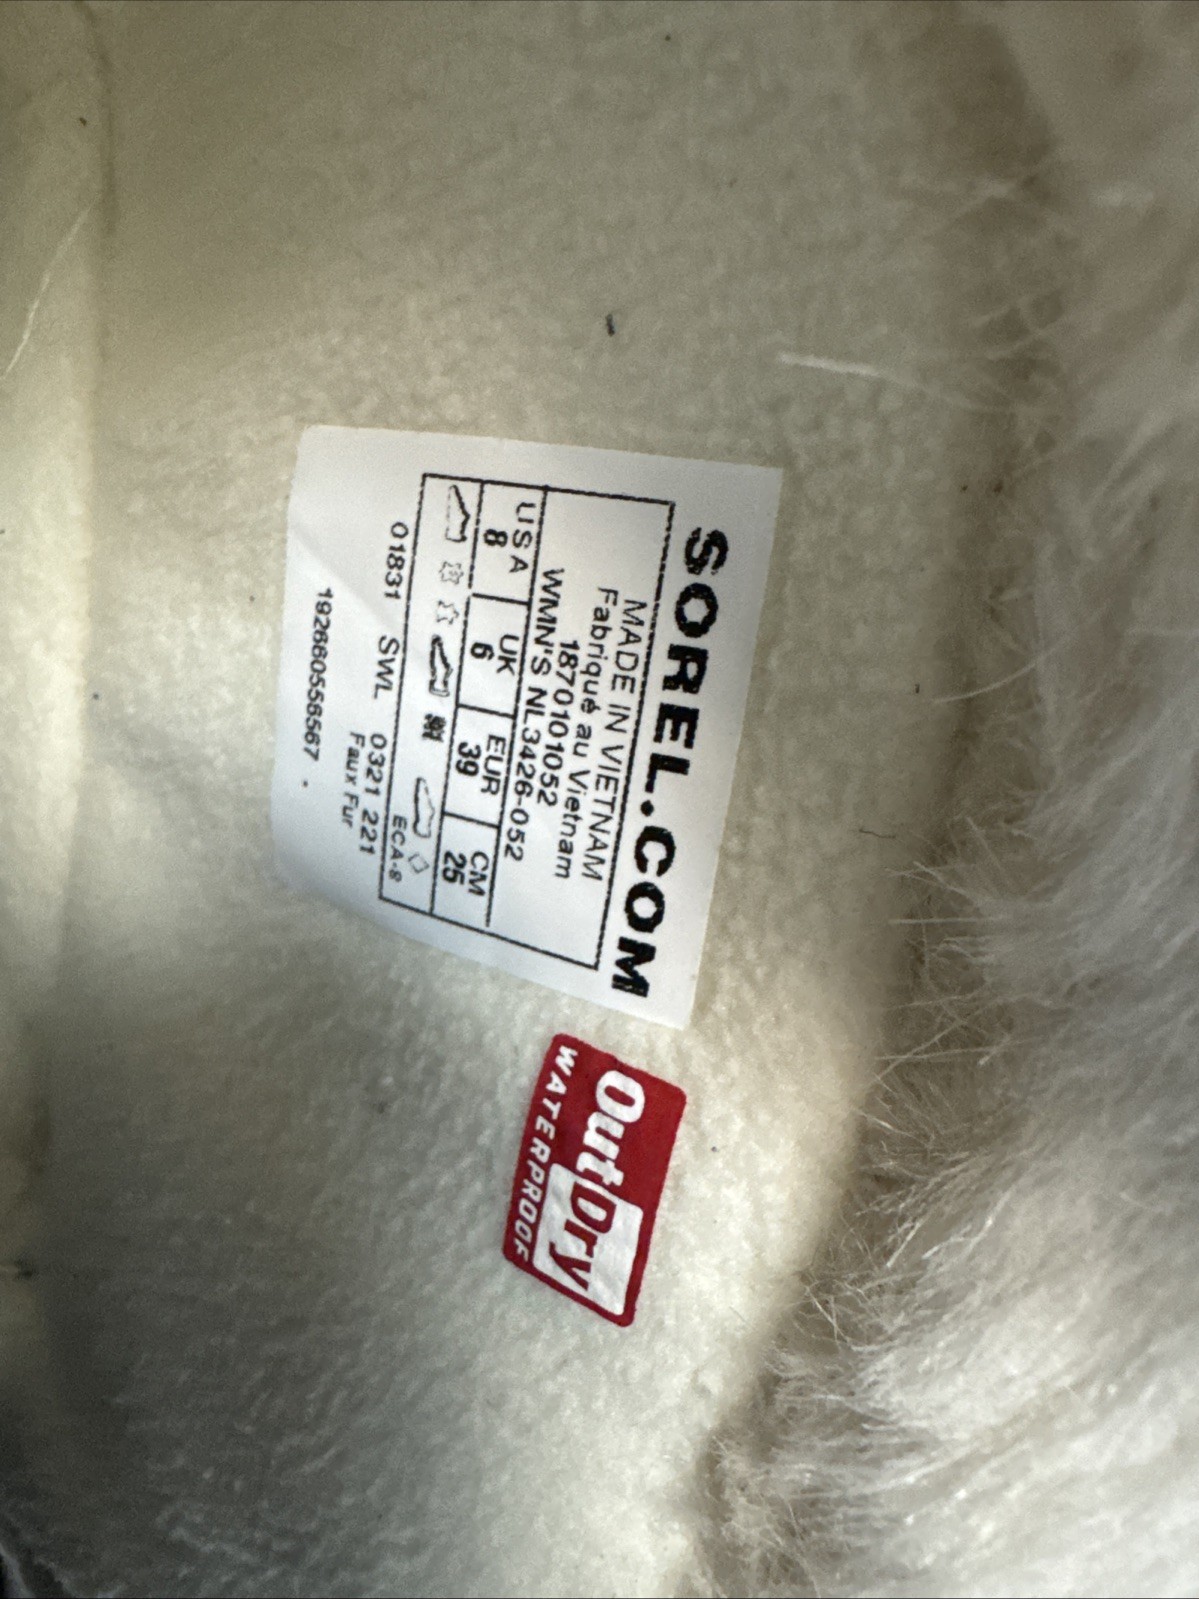 SOREL.COM
MADE IN VIETNAM
Fabriqué au Vietnam
1870101052
WMN'S NL3426-052
USA UK EUR CM
8 6 39 25
01831 SWL 0321 221 ECA-8
Faux Fur
192660556567
OutDry
WATERPROOF